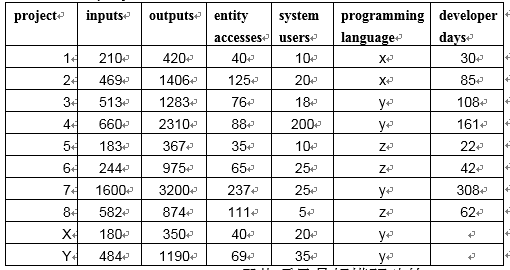 project inputs outputs entity accesses system users programming language developer days
1 210 420 40 10 x 30
2 469 1406 125 20 x 85
3 513 1283 76 18 y 108
4 660 2310 88 200 y 161
5 183 367 35 10 z 22
6 244 975 65 25 z 42
7 1600 3200 237 25 y 308
8 582 874 111 5 z 62
X 180 350 40 20 y
Y 484 1190 69 35 y